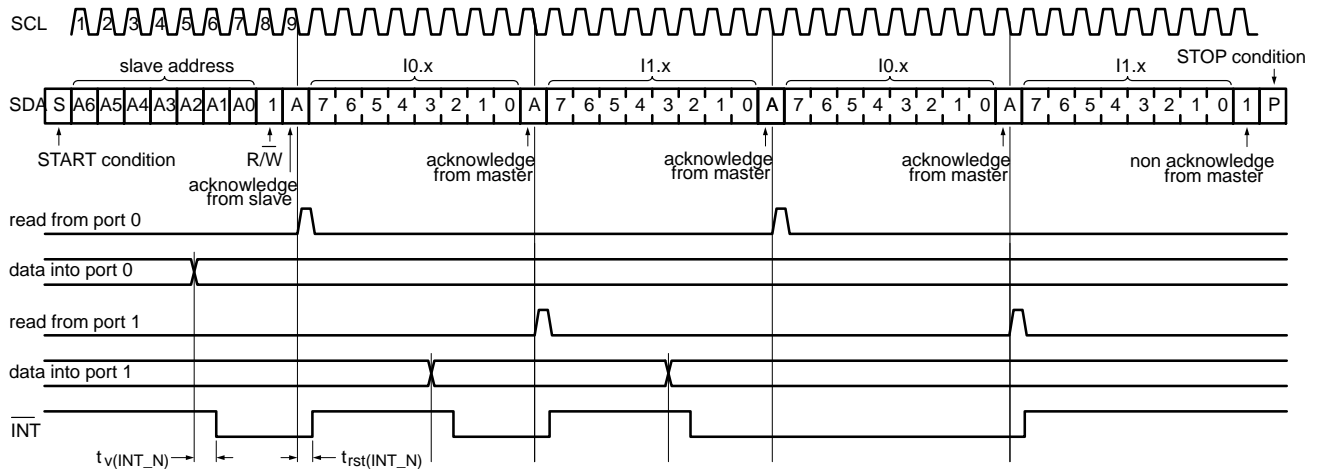 SCL 1 2 3 4 5 6 7 8 9
STOP condition
slave address I0.x I1.x I0.x I1.x
SDA S A6 A5 A4 A3 A2 A1 A0 1 A 7 6 5 4 3 2 1 0 A 7 6 5 4 3 2 1 0 A 7 6 5 4 3 2 1 0 A 7 6 5 4 3 2 1 0 1 P
START condition
R/W
acknowledge
from slave
acknowledge
from master
acknowledge
from master
acknowledge
from master
non acknowledge
from master
read from port 0
data into port 0
read from port 1
data into port 1
INT
tv(INT_N)
trst(INT_N)